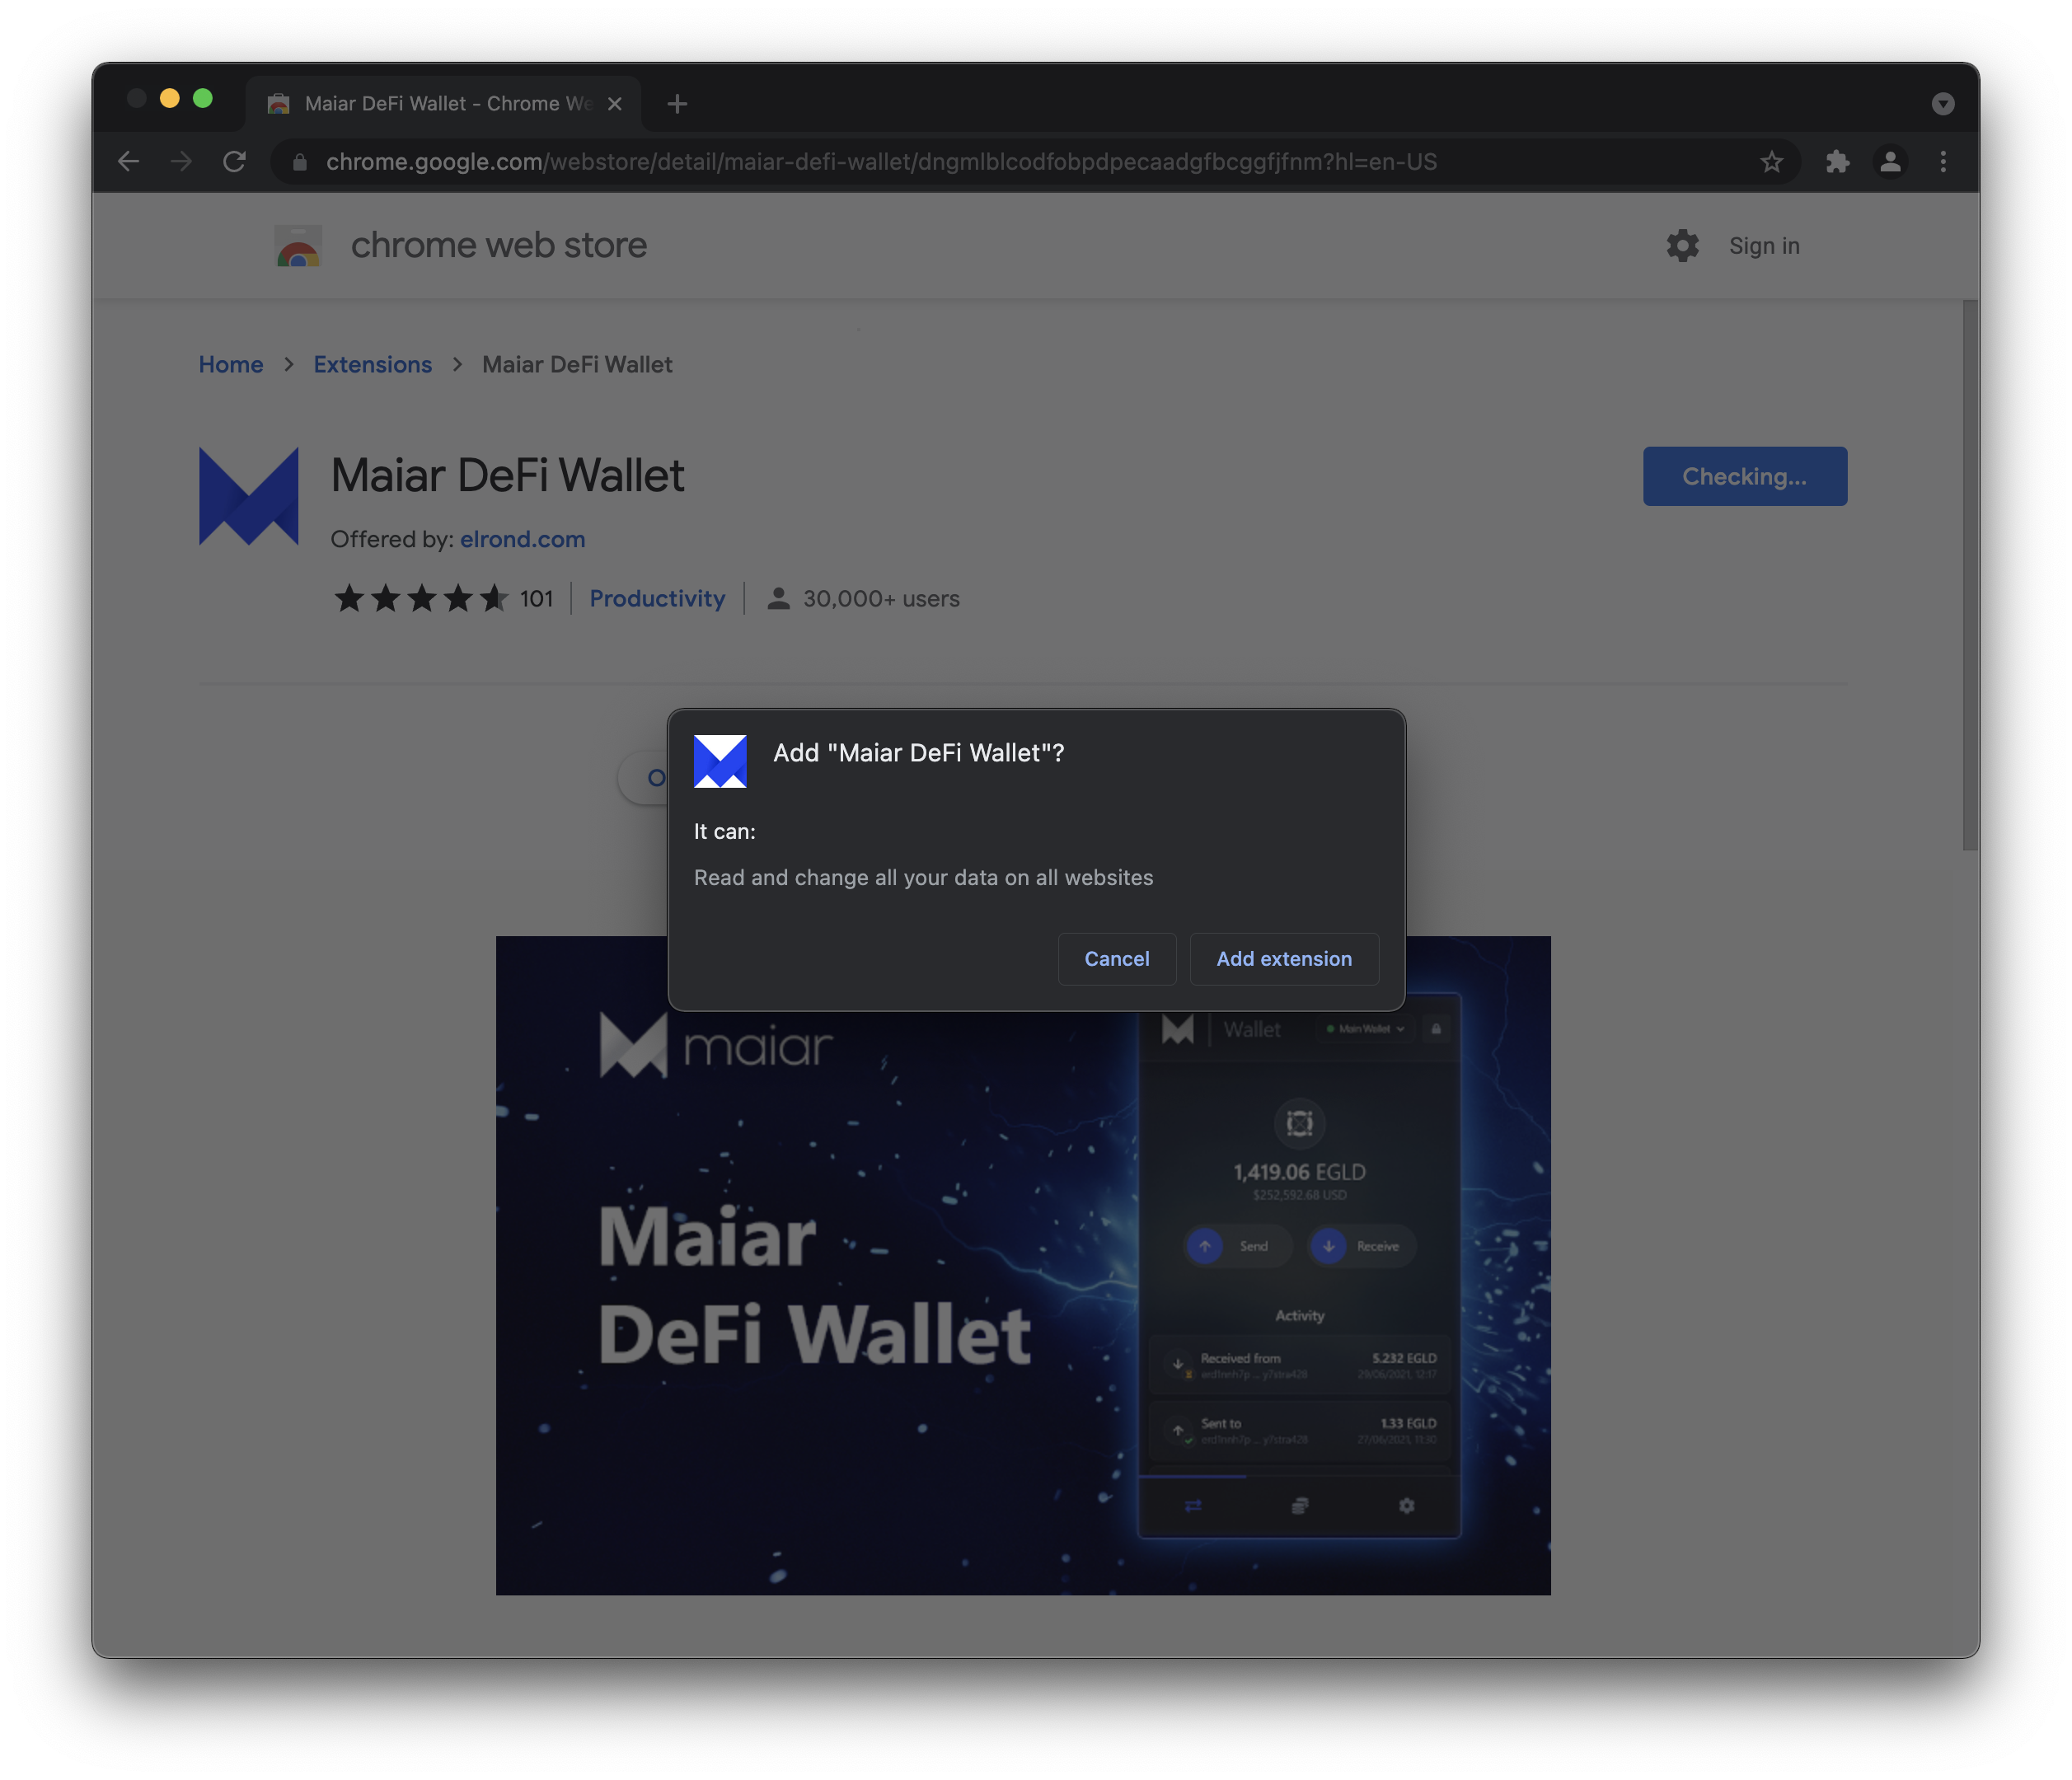 Maiar DeFi Wallet - Chrome We
chrome.google.com/webstore/detail/maiar-defi-wallet/dngmlblcodfobpdpecaadgfbcggfjfnm?hl=en-US
chrome web store
Sign in
Home > Extensions > Maiar DeFi Wallet
Maiar DeFi Wallet
Checking...
Offered by: elrond.com
101 | Productivity | 30,000+ users
O
Add "Maiar DeFi Wallet"?
It can:
Read and change all your data on all websites
Cancel
Add extension
maiar
Maiar
DeFi Wallet
Wallet
Main Wallet
1,419.06 EGLD
$252,592.68 USD
Send
Receive
Activity
Received from
5.232 EGLD
29/06/2021, 12:17
Sent to
1.33 EGLD
27/06/2021, 11:30